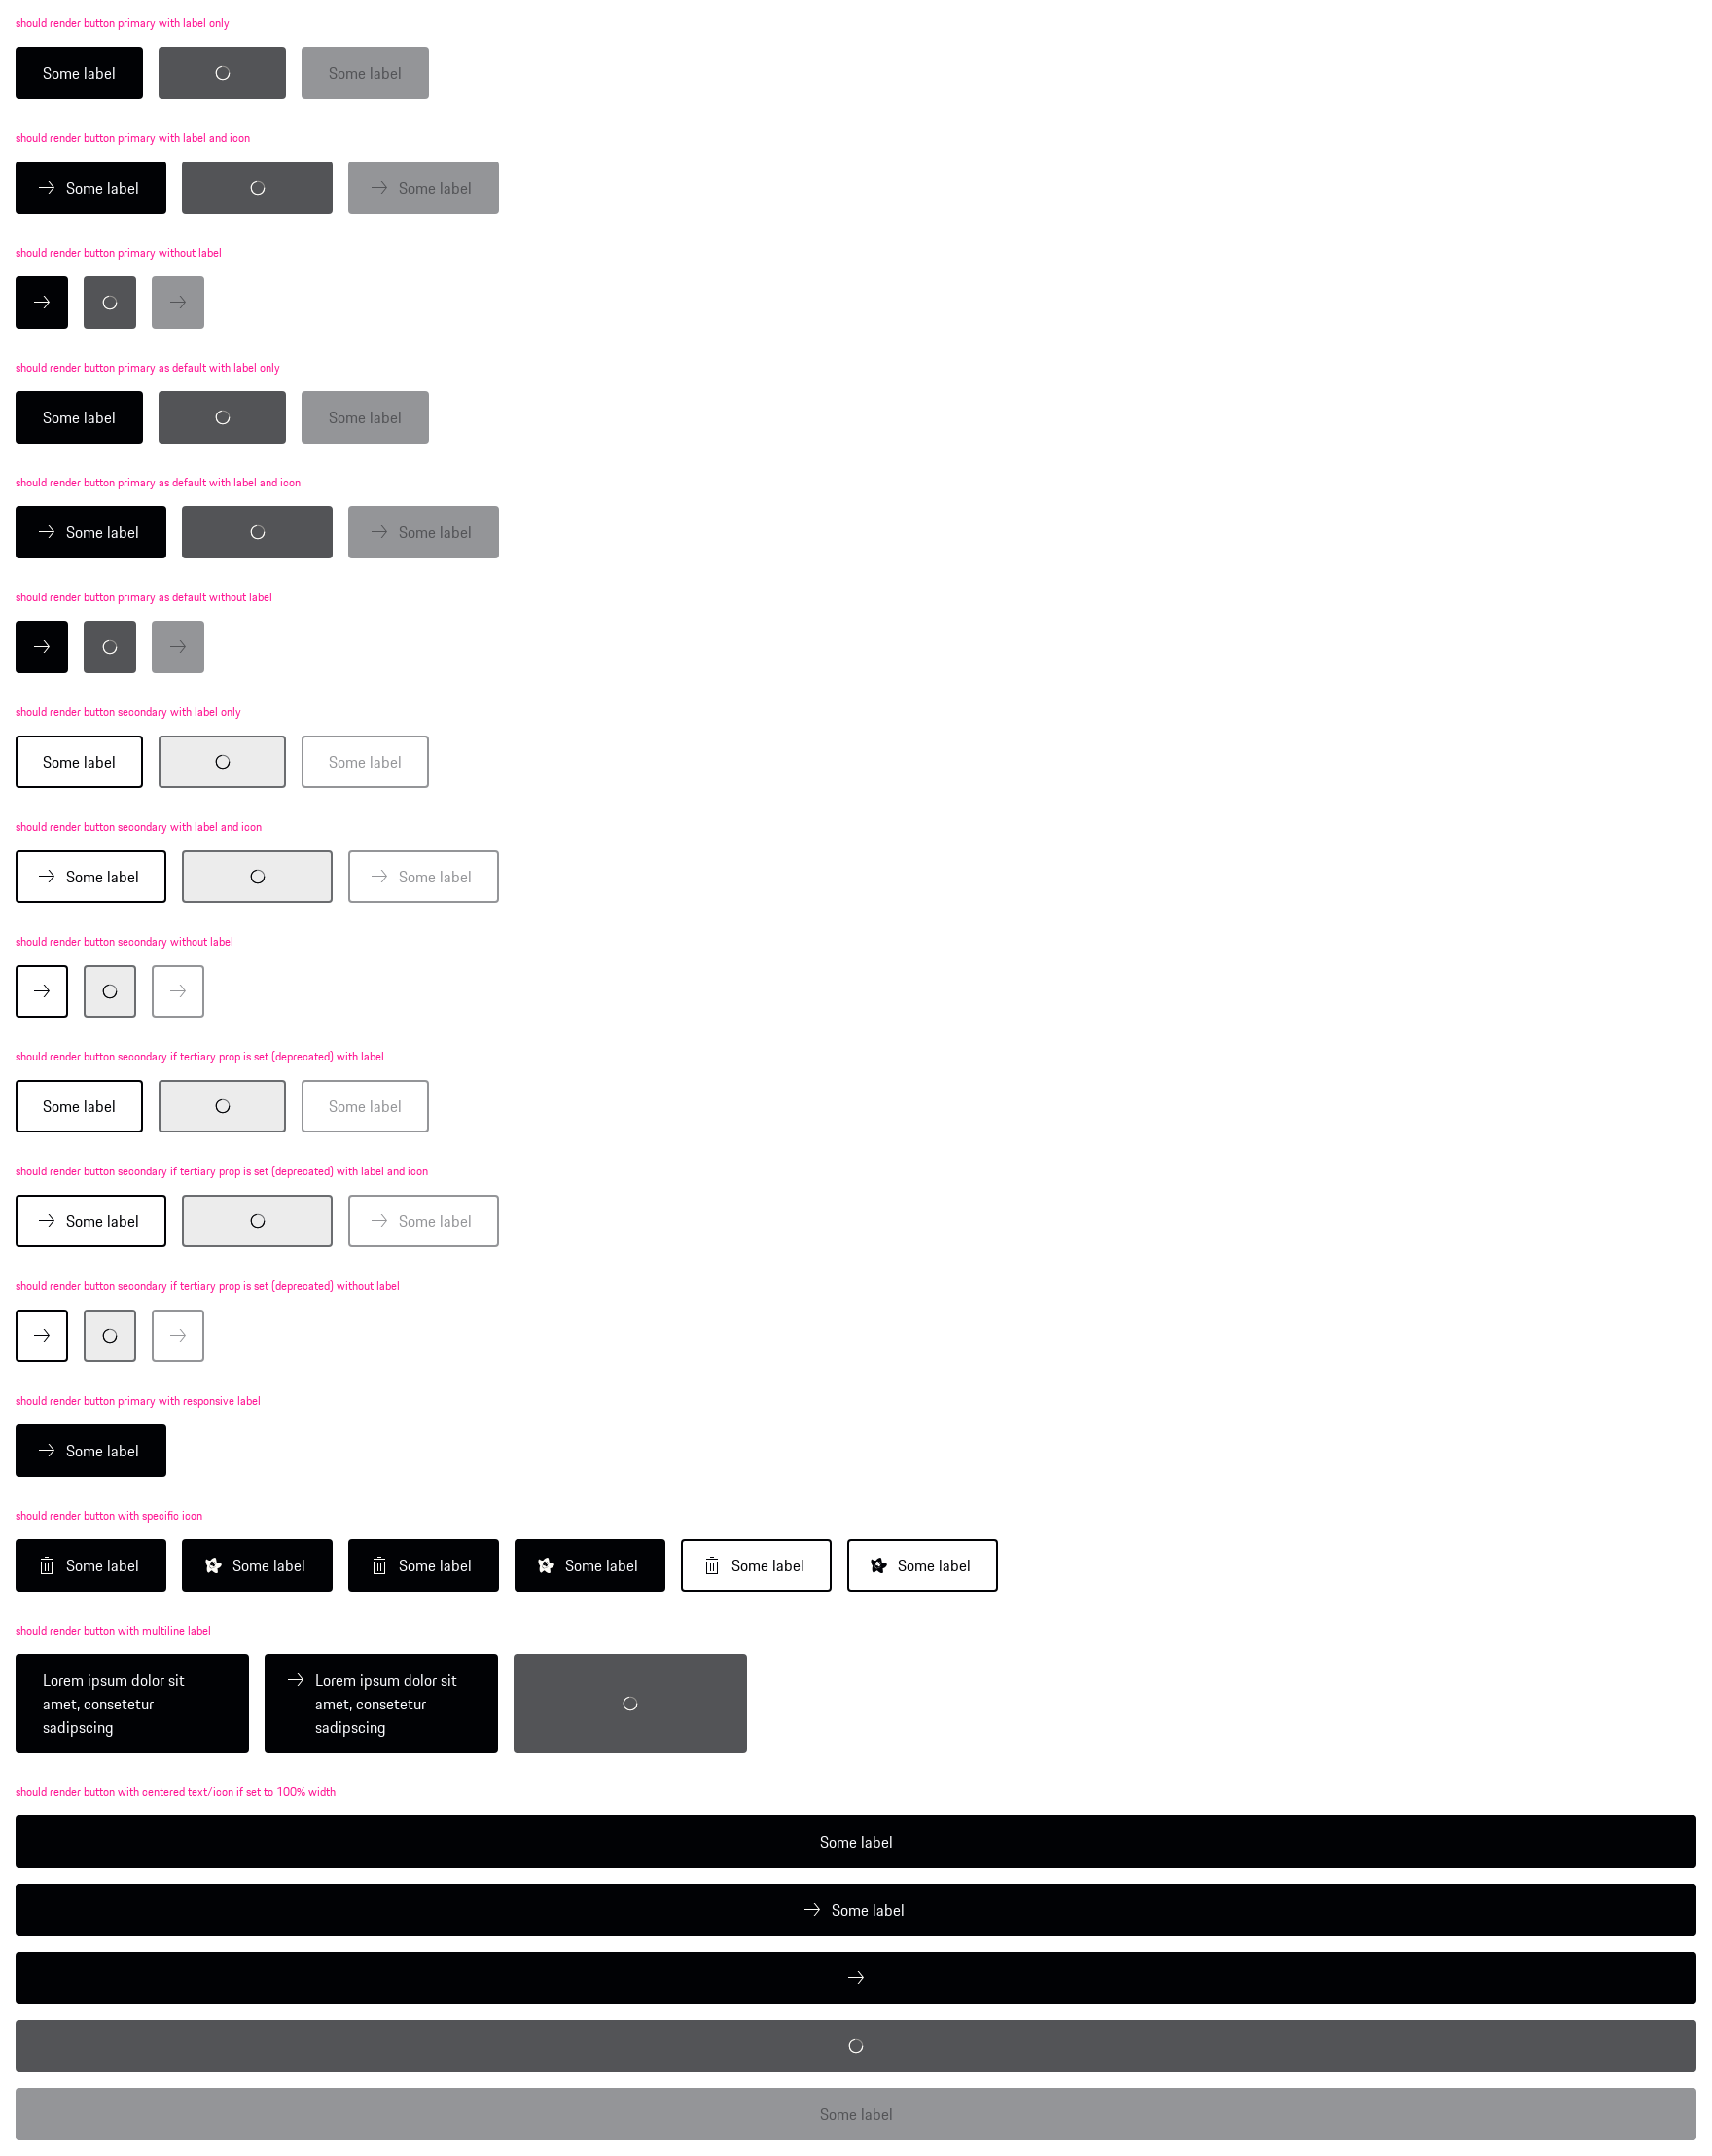 should render button primary with label only
Some label
Some label
should render button primary with label and icon
Some label
Some label
should render button primary without label
should render button primary as default with label only
Some label
Some label
should render button primary as default with label and icon
Some label
Some label
should render button primary as default without label
should render button secondary with label only
Some label
Some label
should render button secondary with label and icon
Some label
Some label
should render button secondary without label
should render button secondary if tertiary prop is set (deprecated) with label
Some label
Some label
should render button secondary if tertiary prop is set (deprecated) with label and icon
Some label
Some label
should render button secondary if tertiary prop is set (deprecated) without label
should render button primary with responsive label
Some label
should render button with specific icon
Some label
Some label
Some label
Some label
Some label
Some label
should render button with multiline label
Lorem ipsum dolor sit
amet, consetetur
sadipscing
Lorem ipsum dolor sit
amet, consetetur
sadipscing
should render button with centered text/icon if set to 100% width
Some label
Some label
Some label